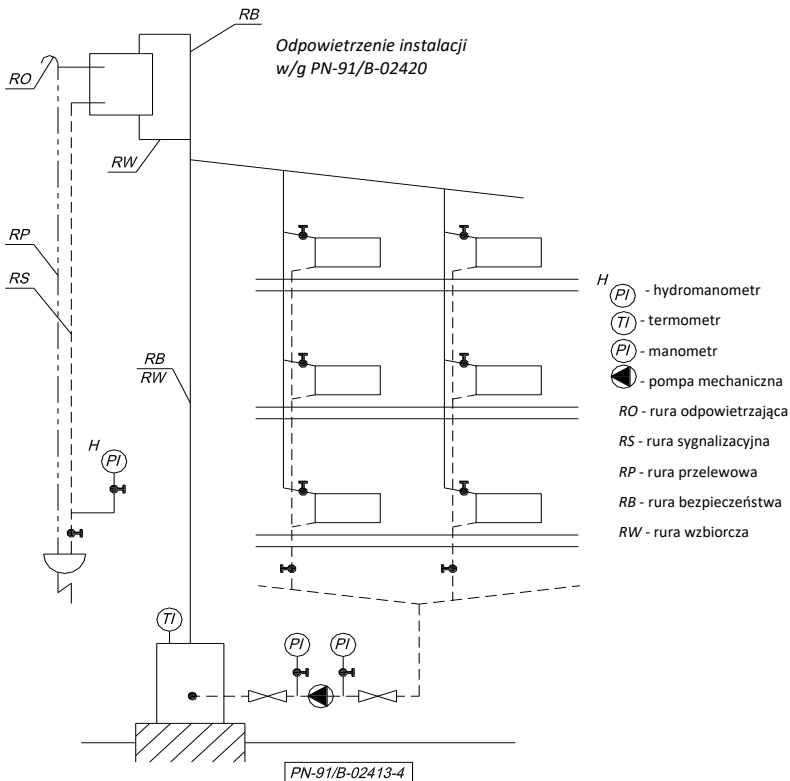 RB
Odpowietrzenie instalacji
w/g PN-91/B-02420
RO
RW
RP
RS
RB
RW
H
PI
H
PI - hydromanometr
TI - termometr
PI - manometr
- pompa mechaniczna
RO - rura odpowietrzająca
RS - rura sygnalizacyjna
RP - rura przelewowa
RB - rura bezpieczeństwa
RW - rura wzbiorcza
TI
PI PI
PN-91/B-02413-4